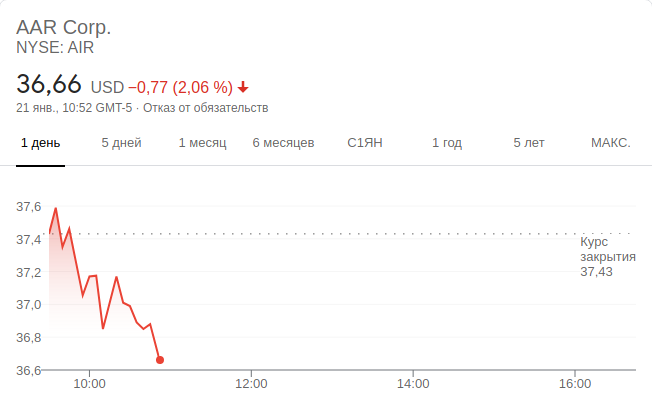 AAR Corp.
NYSE: AIR
36,66 USD −0,77 (2,06 %)
21 янв., 10:52 GMT-5 · Отказ от обязательств
1 день 5 дней 1 месяц 6 месяцев С1ЯН 1 год 5 лет МАКС.
37,6
37,4
Курс
закрытия
37,43
37,2
37,0
36,8
36,6
10:00 12:00 14:00 16:00